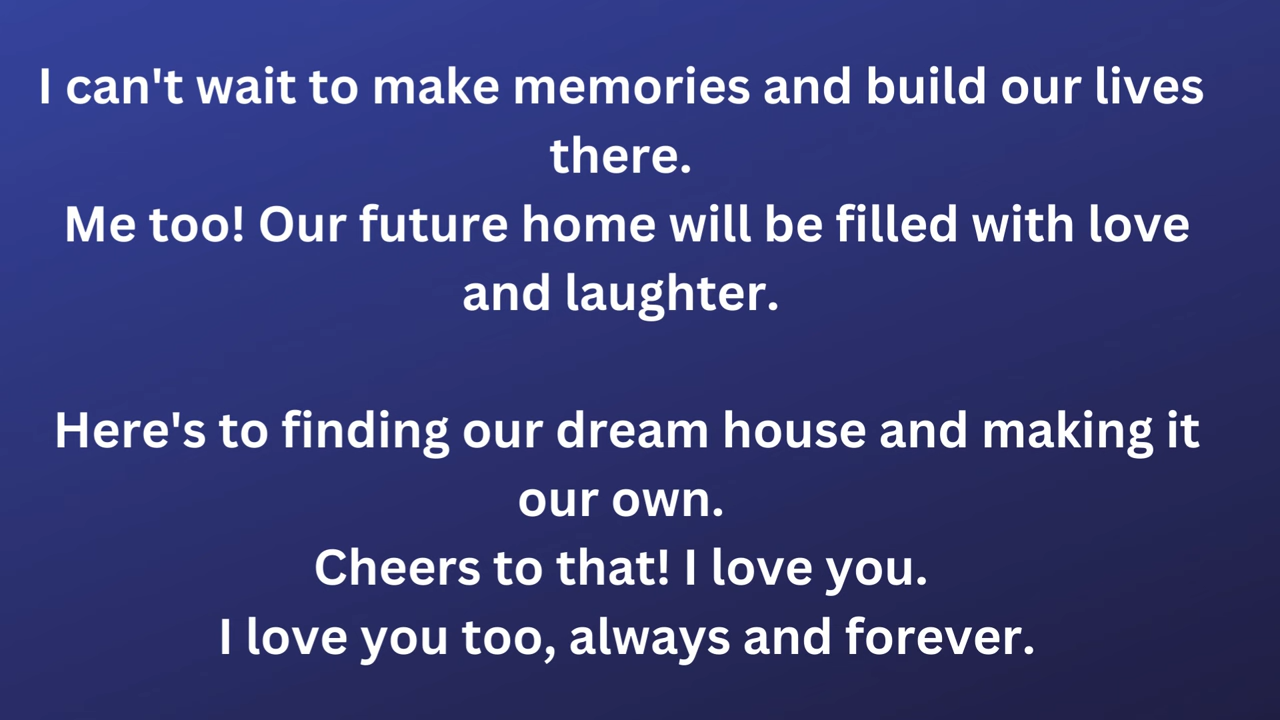 I can't wait to make memories and build our lives
there.
Me too! Our future home will be filled with love
and laughter.
Here's to finding our dream house and making it
our own.
Cheers to that! I love you.
I love you too, always and forever.